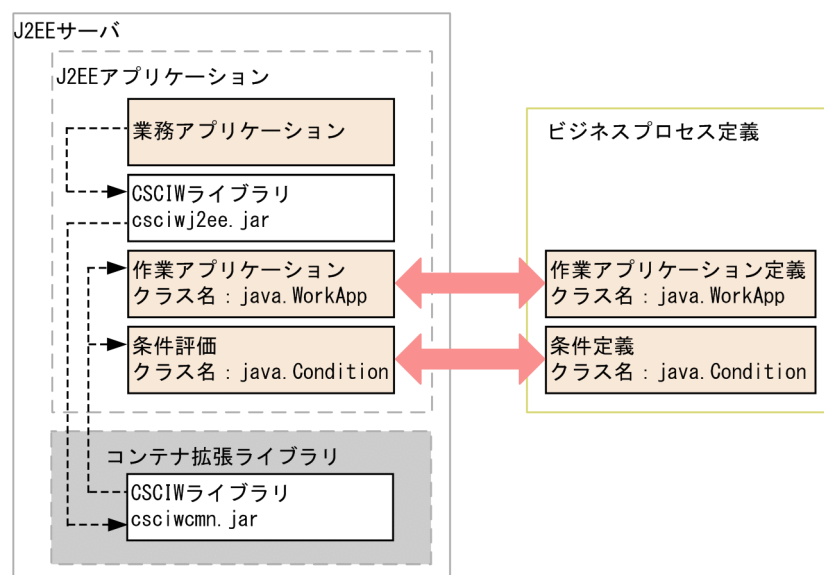 J2EEサーバ
J2EEアプリケーション
業務アプリケーション
CSCIWライブラリ
csciwj2ee.jar
作業アプリケーション
クラス名：java.WorkApp
条件評価
クラス名：java.Condition
コンテナ拡張ライブラリ
CSCIWライブラリ
csciwcmn.jar
ビジネスプロセス定義
作業アプリケーション定義
クラス名：java.WorkApp
条件定義
クラス名：java.Condition